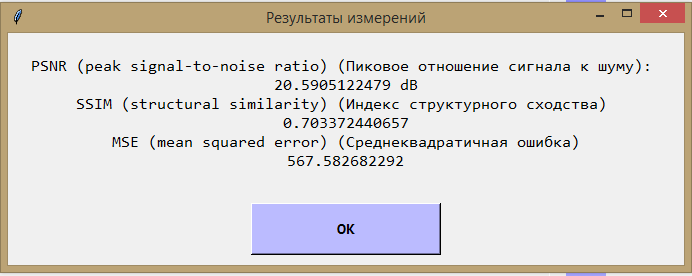 Результаты измерений
PSNR (peak signal-to-noise ratio) (Пиковое отношение сигнала к шуму):
20.5905122479 dB
SSIM (structural similarity) (Индекс структурного сходства)
0.703372440657
MSE (mean squared error) (Среднеквадратичная ошибка)
567.582682292
ОК